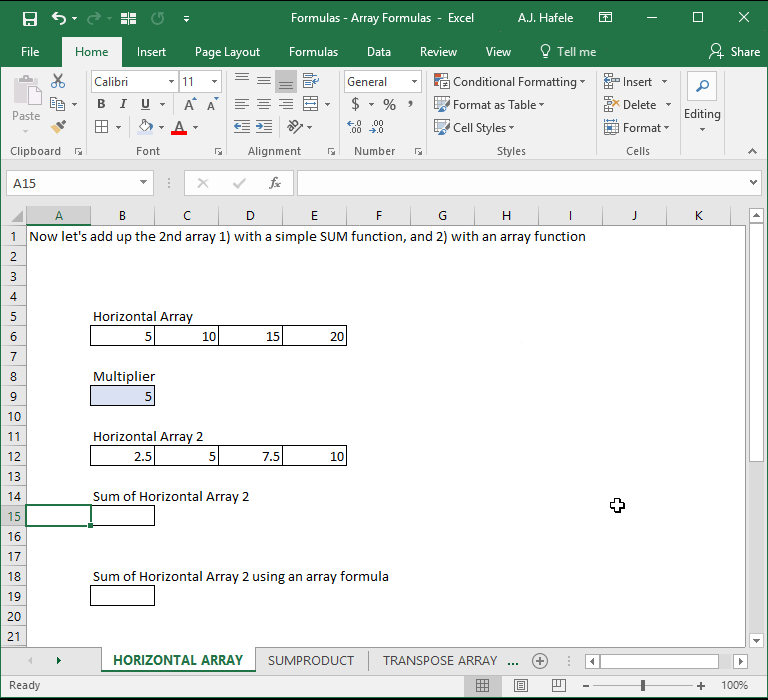 Formulas - Array Formulas - Excel
A.J. Hafele
File Home Insert Page Layout Formulas Data Review View Tell me Share
Calibri 11 General
Conditional Formatting
Insert
Paste
B I U A A
$ % ,
Format as Table
Delete
Editing
A
.00 .0
Cell Styles
Format
Clipboard Font Alignment Number Styles Cells
A15 fx
A B C D E F G H I J K
1 Now let's add up the 2nd array 1) with a simple SUM function, and 2) with an array function
2
3
4
5 Horizontal Array
6 5 10 15 20
7
8 Multiplier
9 5
10
11 Horizontal Array 2
12 2.5 5 7.5 10
13
14 Sum of Horizontal Array 2
15
16
17
18 Sum of Horizontal Array 2 using an array formula
19
20
21
HORIZONTAL ARRAY SUMPRODUCT TRANSPOSE ARRAY ...
Ready 100%